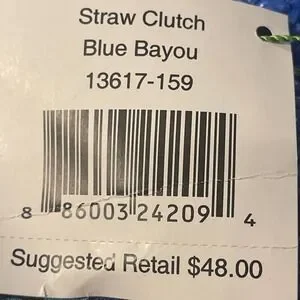 Straw Clutch
Blue Bayou
13617-159
8 86003 24209 4
Suggested Retail $48.00